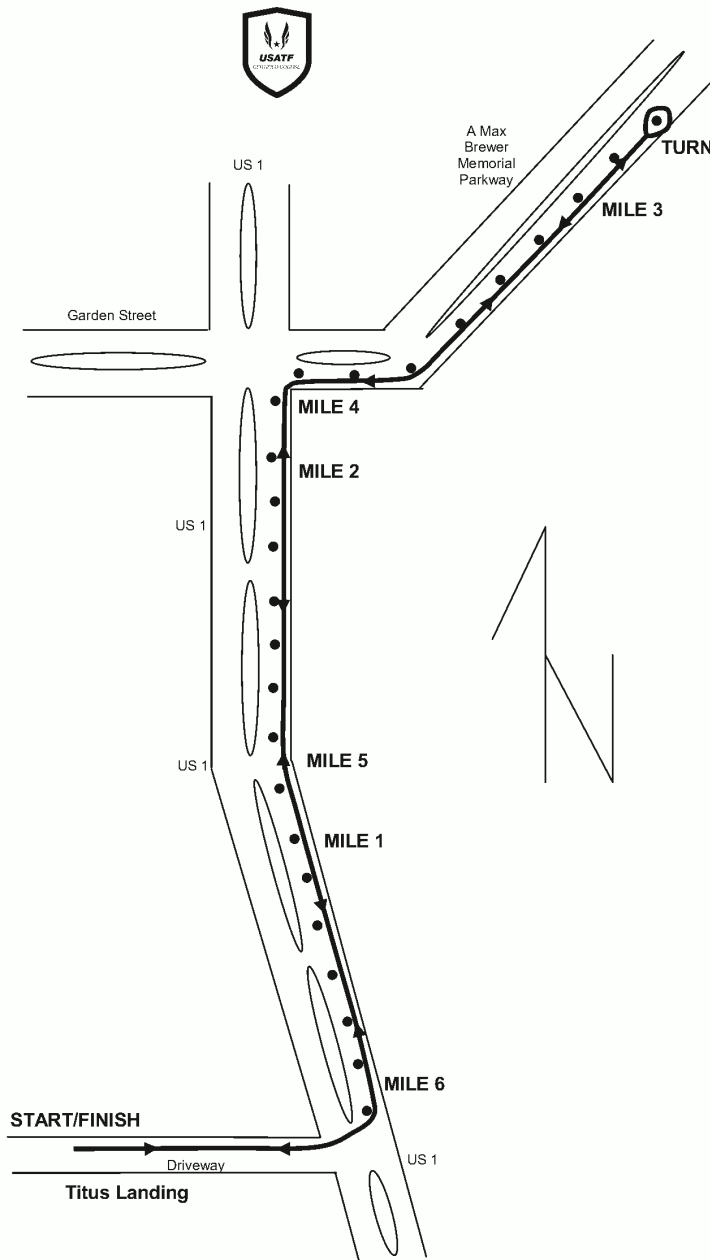 USATF
US 1
A Max
Brewer
Memorial
Parkway
TURN
MILE 3
Garden Street
MILE 4
MILE 2
US 1
N
US 1
MILE 5
MILE 1
MILE 6
START/FINISH
Driveway
US 1
Titus Landing